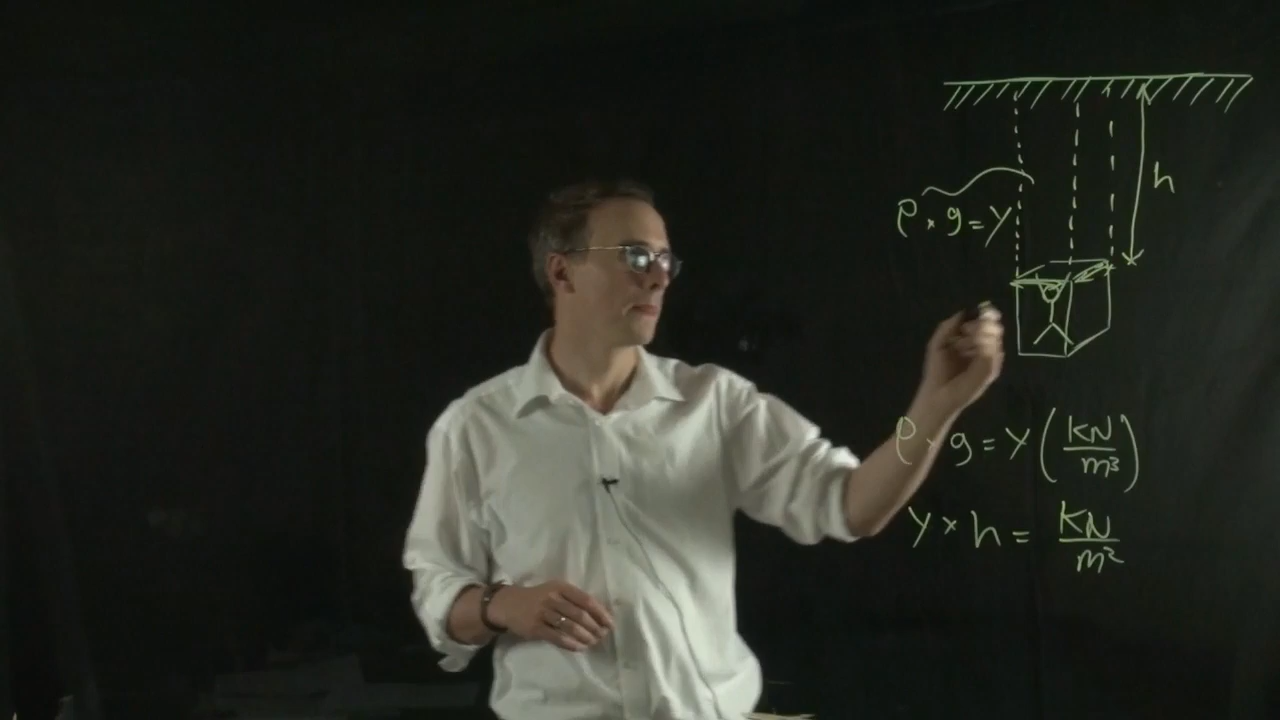 h
ρ × g = γ
ρ × g = γ (KN/m³)
γ × h = KN/m²